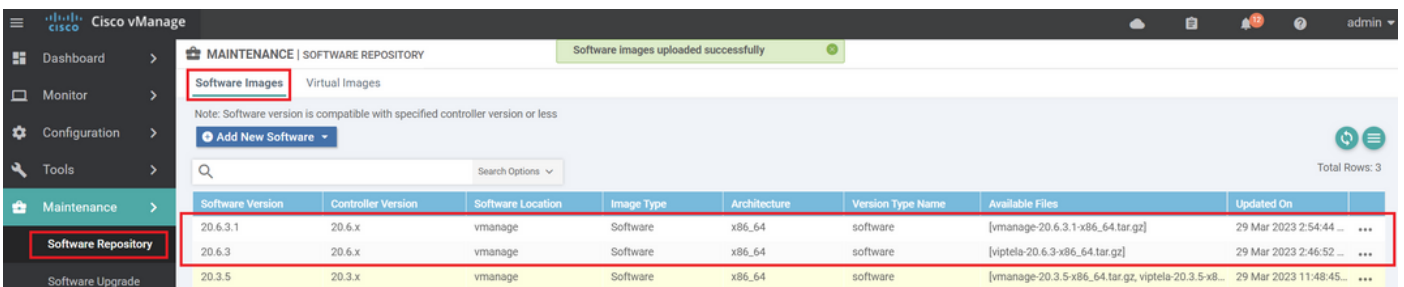 cisco Cisco vManage
12 admin
Dashboard
MAINTENANCE | SOFTWARE REPOSITORY
Software images uploaded successfully
Software Images Virtual Images
Monitor
Note: Software version is compatible with specified controller version or less
Configuration
Add New Software
Tools
Search Options
Total Rows: 3
Maintenance
Software Version Controller Version Software Location Image Type Architecture Version Type Name Available Files Updated On
20.6.3.1 20.6.x vmanage Software x86_64 software [vmanage-20.6.3.1-x86_64.tar.gz] 29 Mar 2023 2:54:44 ... ...
Software Repository
20.6.3 20.6.x vmanage Software x86_64 software [viptela-20.6.3-x86_64.tar.gz] 29 Mar 2023 2:46:52 ... ...
Software Upgrade
20.3.5 20.3.x vmanage Software x86_64 software [vmanage-20.3.5-x86_64.tar.gz, viptela-20.3.5-x8... 29 Mar 2023 11:48:45... ...